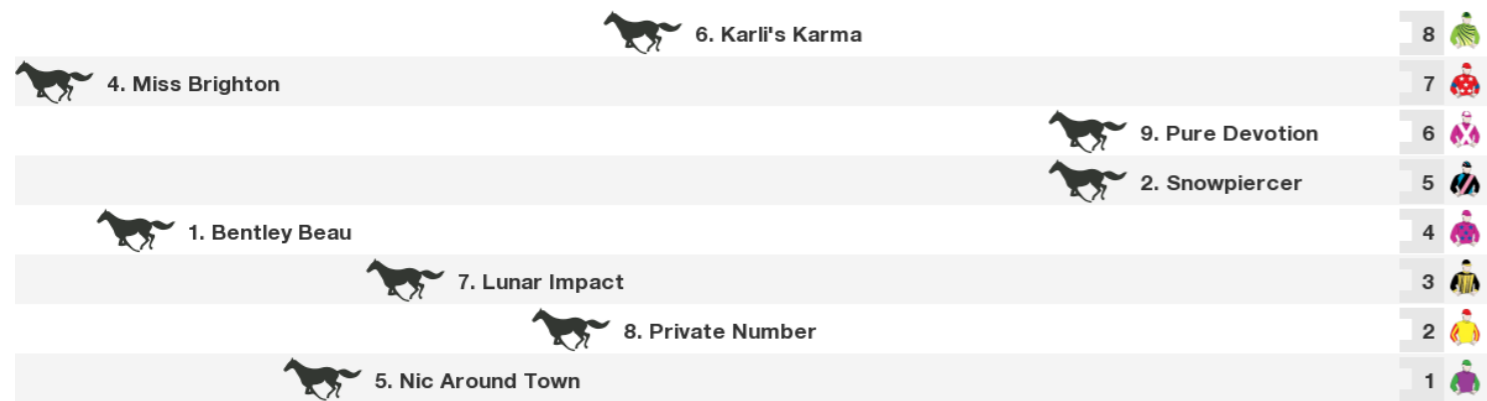 6. Karli's Karma 8
4. Miss Brighton 7
9. Pure Devotion 6
2. Snowpiercer 5
1. Bentley Beau 4
7. Lunar Impact 3
8. Private Number 2
5. Nic Around Town 1